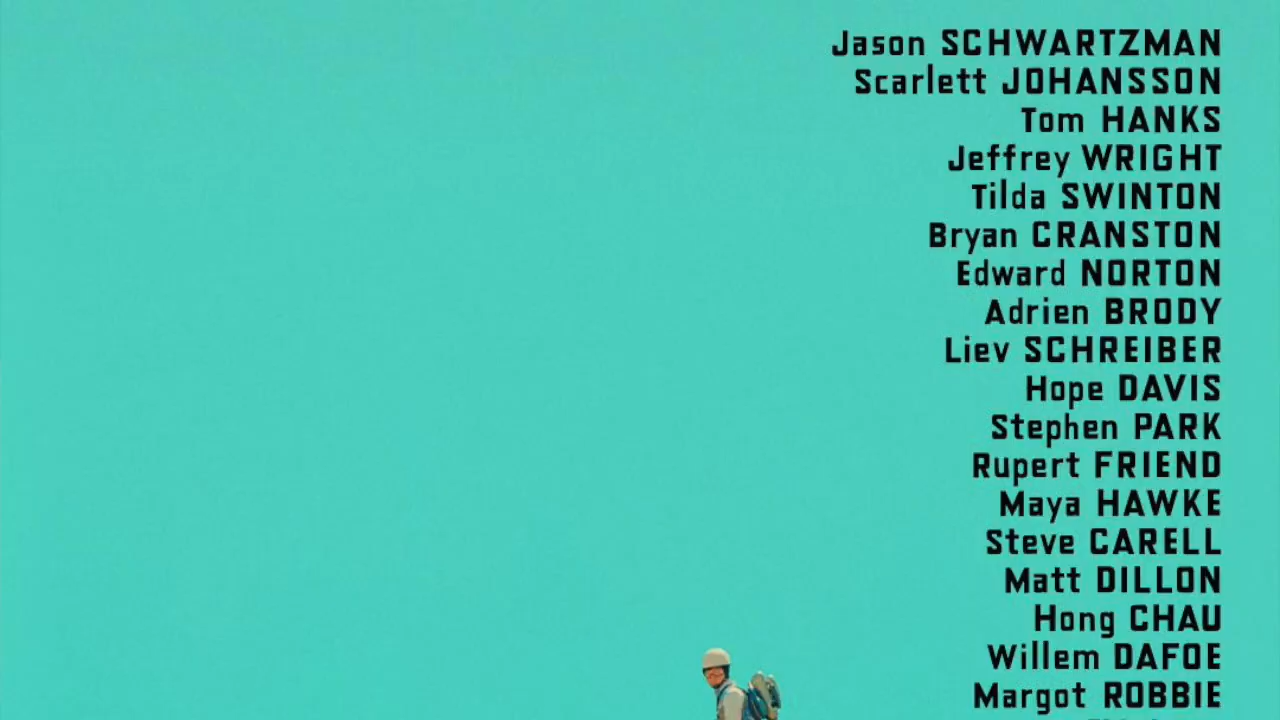 Jason SCHWARTZMAN
Scarlett JOHANSSON
Tom HANKS
Jeffrey WRIGHT
Tilda SWINTON
Bryan CRANSTON
Edward NORTON
Adrien BRODY
Liev SCHREIBER
Hope DAVIS
Stephen PARK
Rupert FRIEND
Maya HAWKE
Steve CARELL
Matt DILLON
Hong CHAU
Willem DAFOE
Margot ROBBIE